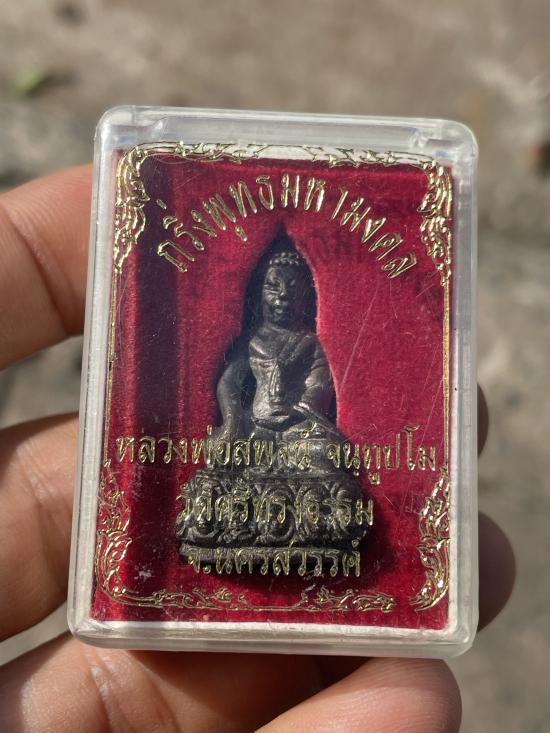 กริ่งพุทธมหามงคล
หลวงพ่อสพจน์ จนฺทูปโม
วัดศรีทรงธรรม
จ.นครสวรรค์